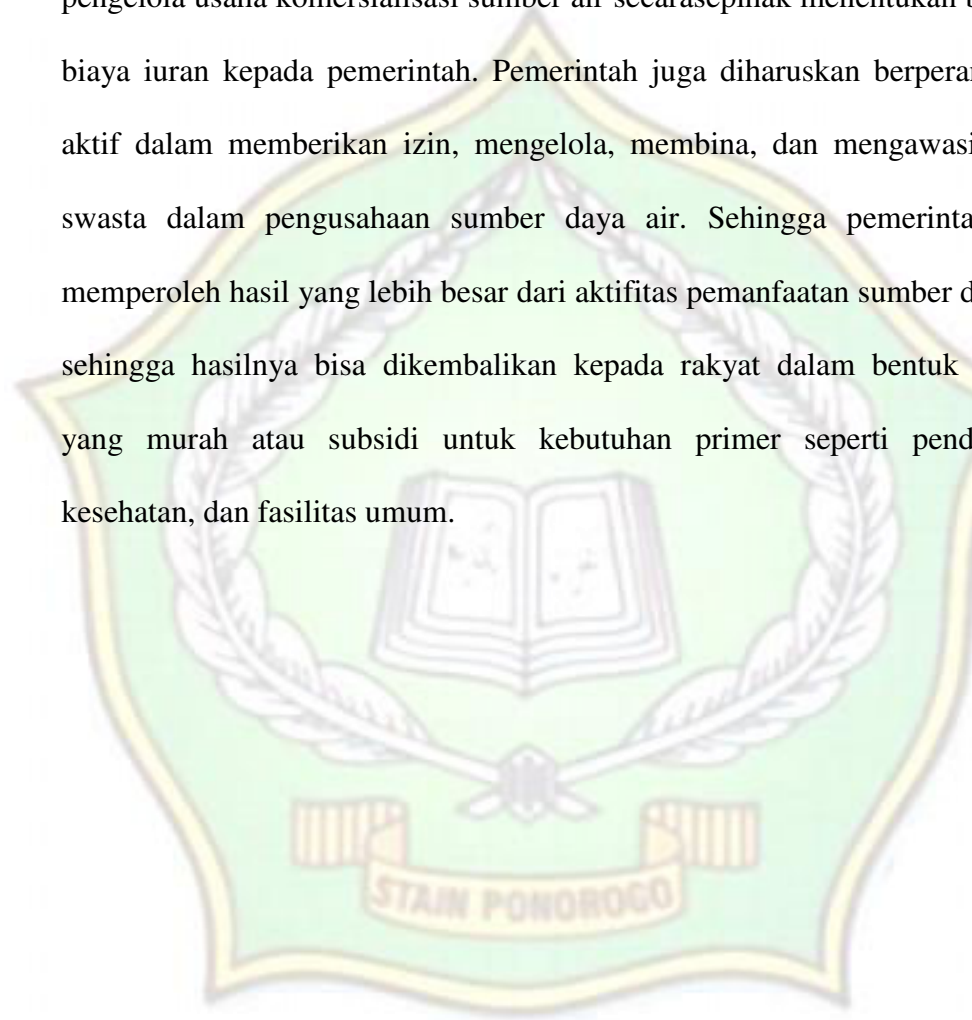 pengelola usaha komersialisasi sumber air secarasepihak menentukan
biaya iuran kepada pemerintah. Pemerintah juga diharuskan berperan
aktif dalam memberikan izin, mengelola, membina, dan mengawasi
swasta dalam pengusahaan sumber daya air. Sehingga
memperoleh hasil yang lebih besar dari aktifitas pemanfaatan sumber
sehingga hasilnya bisa dikembalikan kepada rakyat dalam bentuk
yang murah atau subsidi untuk kebutuhan primer seperti
kesehatan, dan fasilitas umum.
STAIN PONOROGO